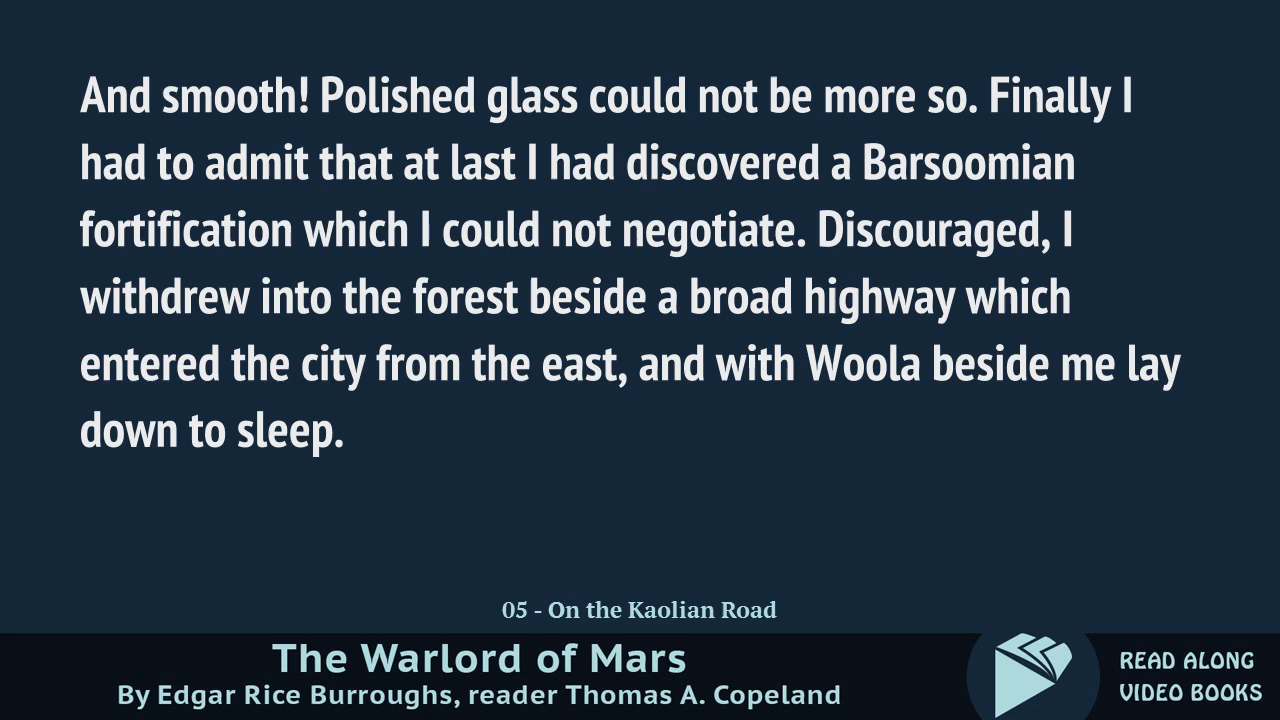 And smooth! Polished glass could not be more so. Finally I
had to admit that at last I had discovered a Barsoomian
fortification which I could not negotiate. Discouraged, I
withdrew into the forest beside a broad highway which
entered the city from the east, and with Woola beside me lay
down to sleep.
05 - On the Kaolian Road
The Warlord of Mars
By Edgar Rice Burroughs, reader Thomas A. Copeland
READ ALONG
VIDEO BOOKS